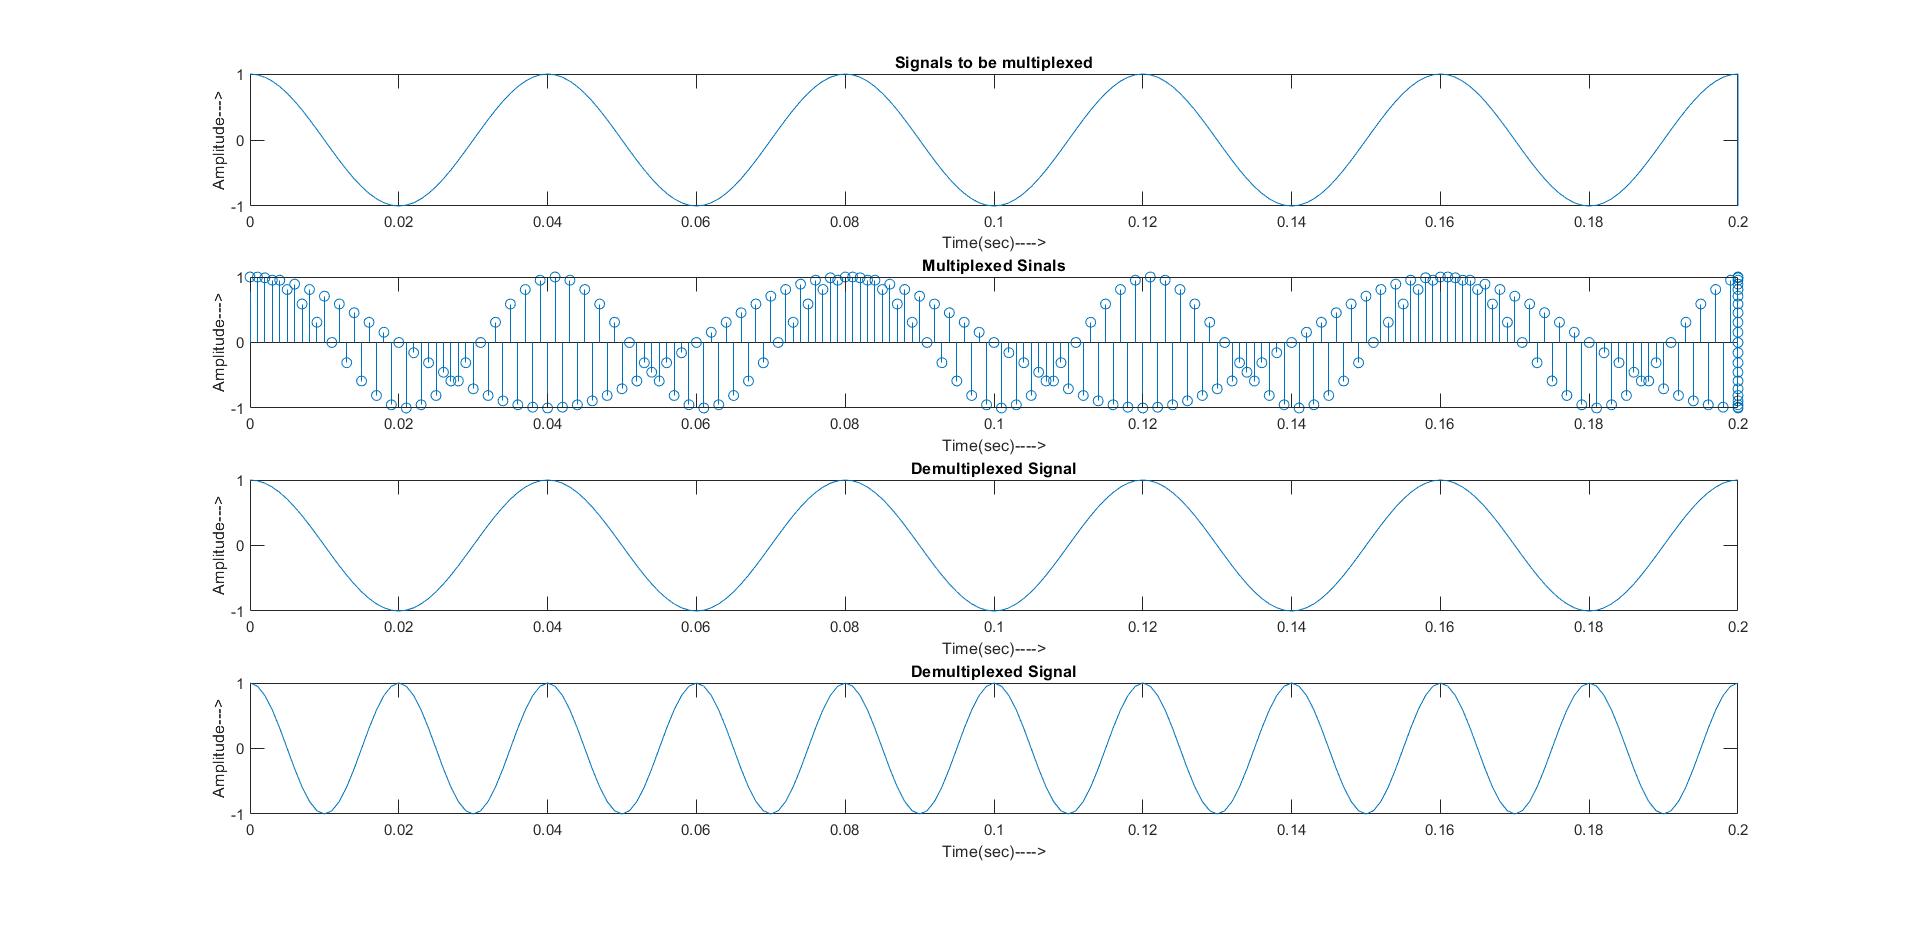 Signals to be multiplexed
1
0
-1
Amplitude--->
0 0.02 0.04 0.06 0.08 0.1 0.12 0.14 0.16 0.18 0.2
Time(sec)---->
Multiplexed Sinals
1
0
-1
Amplitude--->
0 0.02 0.04 0.06 0.08 0.1 0.12 0.14 0.16 0.18 0.2
Time(sec)---->
Demultiplexed Signal
1
0
-1
Amplitude--->
0 0.02 0.04 0.06 0.08 0.1 0.12 0.14 0.16 0.18 0.2
Time(sec)---->
Demultiplexed Signal
1
0
-1
Amplitude--->
0 0.02 0.04 0.06 0.08 0.1 0.12 0.14 0.16 0.18 0.2
Time(sec)---->